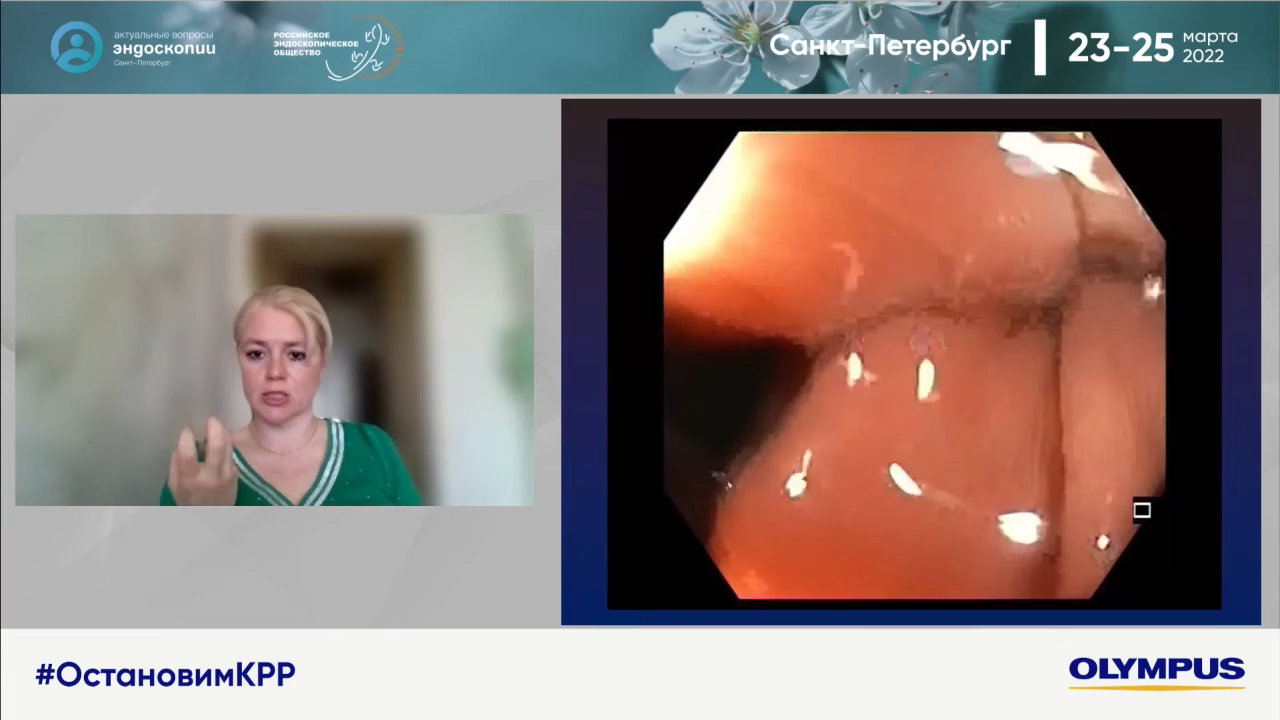 актуальные вопросы
эндоскопии
Санкт-Петербург
РОССИЙСКОЕ
ЭНДОСКОПИЧЕСКОЕ
ОБЩЕСТВО
Санкт-Петербург
23-25
марта
2022
#ОстановимКРР
OLYMPUS